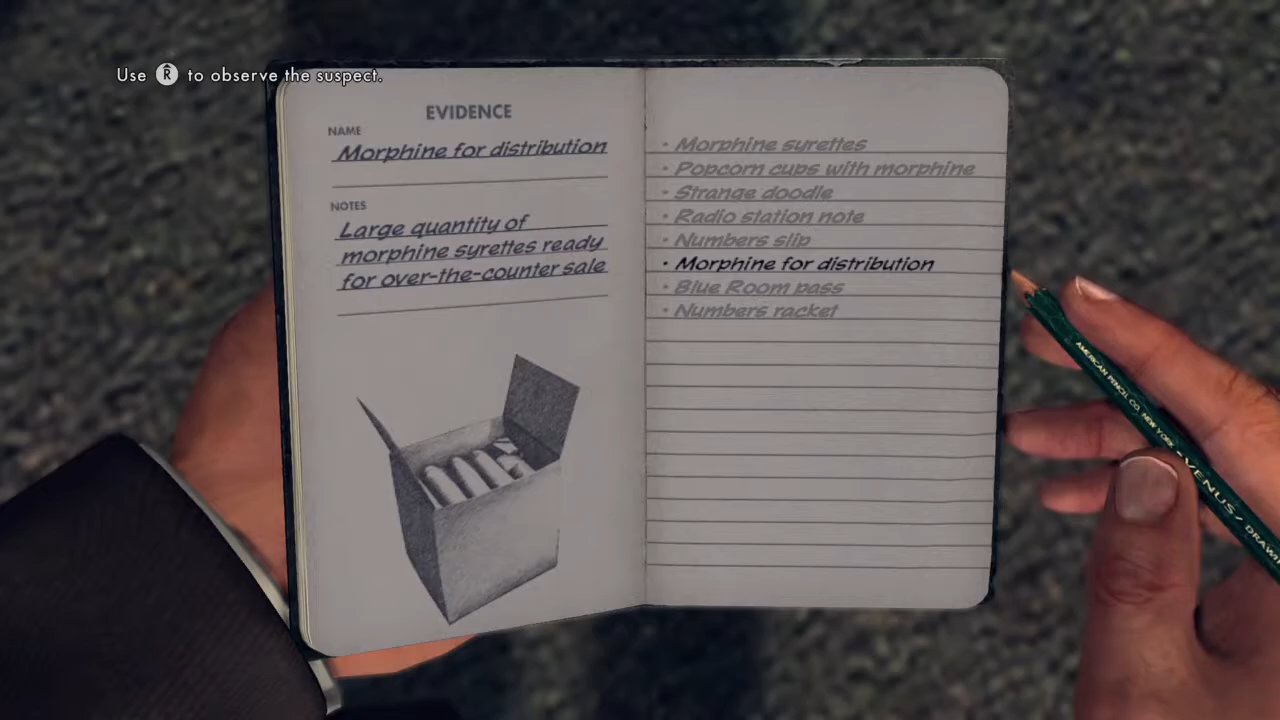 Use R to observe the suspect.
EVIDENCE
NAME
Morphine for distribution
NOTES
Large quantity of
morphine syrettes ready
for over-the-counter sale
• Morphine syrettes
• Popcorn cups with morphine
• Strange doodle
• Radio station note
• Numbers slip
• Morphine for distribution
• Blue Room pass
• Numbers racket
AMERICAN PENCIL CO. NEW YORK
VENUS